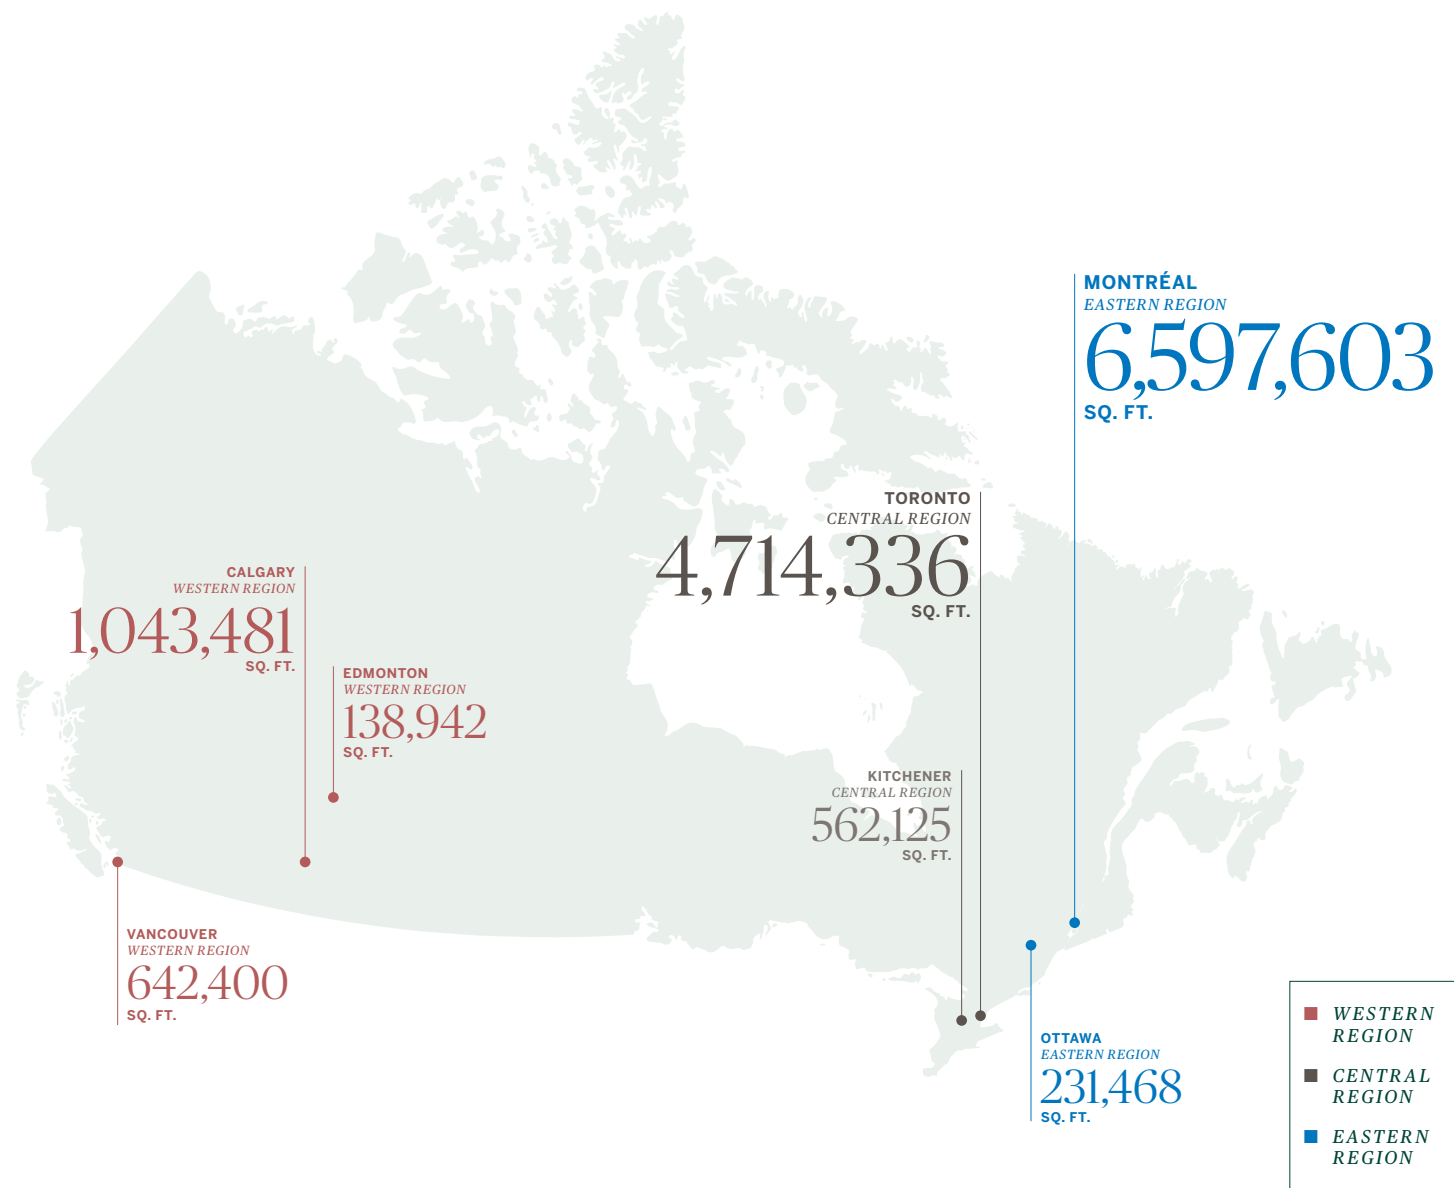 MONTRÉAL
EASTERN REGION
6,597,603
SQ. FT.
TORONTO
CENTRAL REGION
4,714,336
SQ. FT.
CALGARY
WESTERN REGION
1,043,481
SQ. FT.
EDMONTON
WESTERN REGION
138,942
SQ. FT.
KITCHENER
CENTRAL REGION
562,125
SQ. FT.
VANCOUVER
WESTERN REGION
642,400
SQ. FT.
OTTAWA
EASTERN REGION
231,468
SQ. FT.
WESTERN
REGION
CENTRAL
REGION
EASTERN
REGION